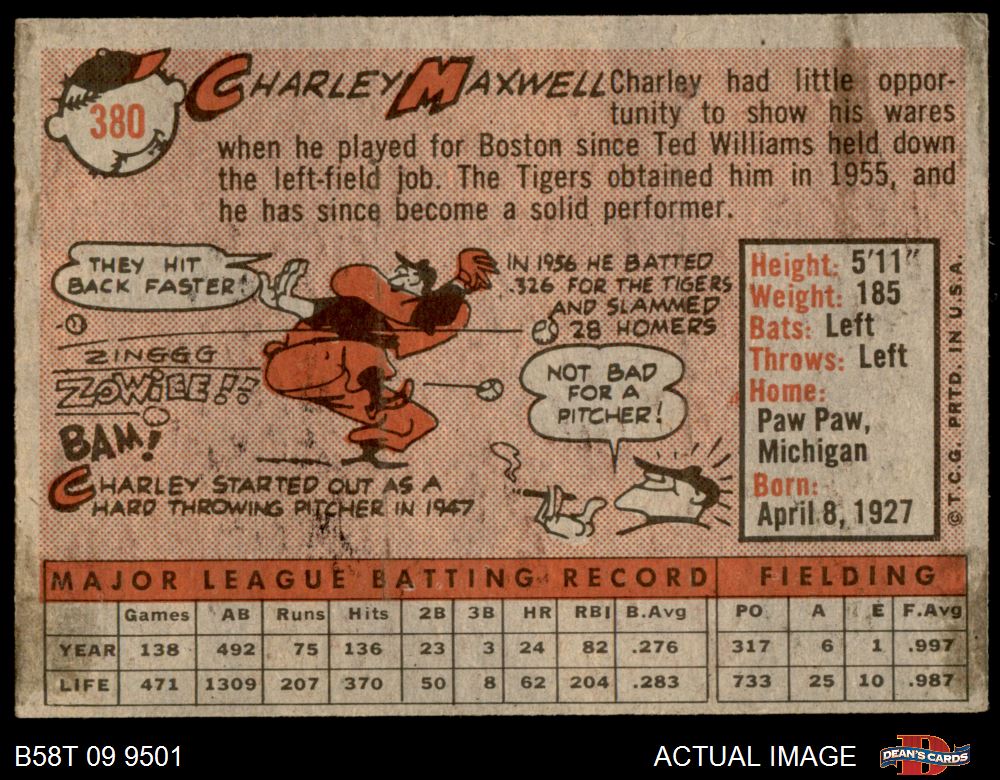 380
CHARLEY MAXWELL
Charley had little oppor-
tunity to show his wares
when he played for Boston since Ted Williams held down
the left-field job. The Tigers obtained him in 1955, and
he has since become a solid performer.
THEY HIT
BACK FASTER!
IN 1956 HE BATTED
.326 FOR THE TIGERS
AND SLAMMED
28 HOMERS
ZINGGG
ZOWIEE!!
BAM!
NOT BAD
FOR A
PITCHER!
CHARLEY STARTED OUT AS A
HARD THROWING PITCHER IN 1947
Height: 5'11"
Weight: 185
Bats: Left
Throws: Left
Home:
Paw Paw,
Michigan
Born:
April 8, 1927
© T.C.G. PRTD. IN U.S.A.
MAJOR LEAGUE BATTING RECORD FIELDING
Games AB Runs Hits 2B 3B HR RBI B.Avg PO A E F.Avg
YEAR 138 492 75 136 23 3 24 82 .276 317 6 1 .997
LIFE 471 1309 207 370 50 8 62 204 .283 733 25 10 .987
B58T 09 9501
ACTUAL IMAGE
D
DEAN'S CARDS